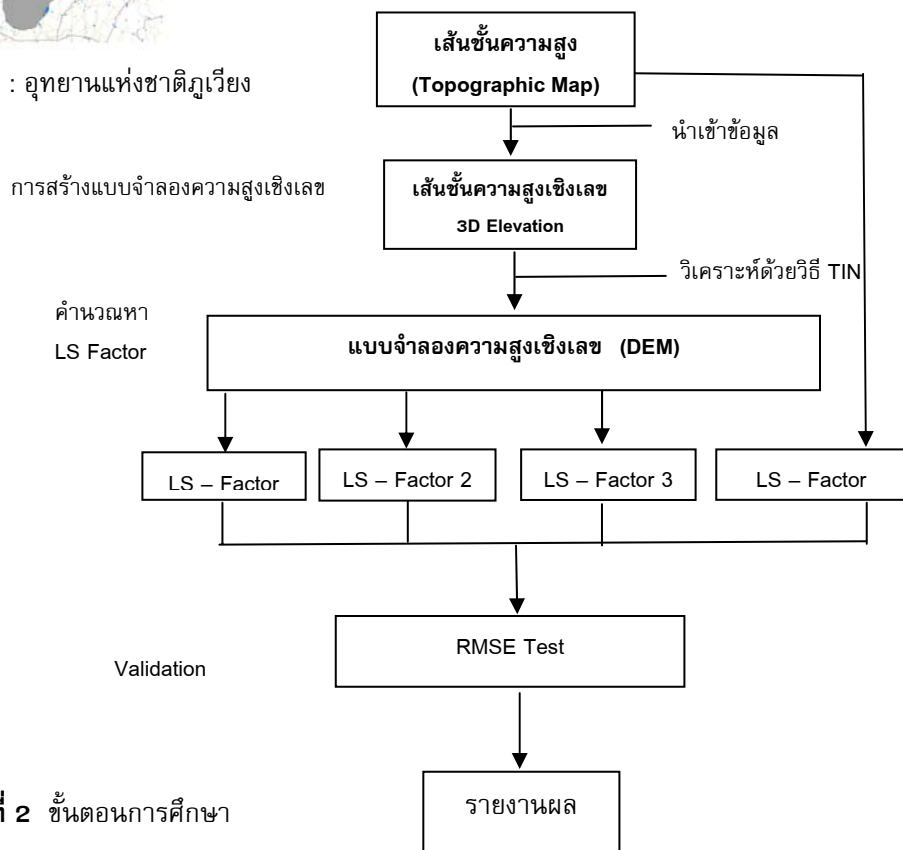 เส้นชั้นความสูง
(Topographic Map)
: อุทยานแห่งชาติภูเวียง
นำเข้าข้อมูล
การสร้างแบบจำลองความสูงเชิงเลข
เส้นชั้นความสูงเชิงเลข
3D Elevation
วิเคราะห์ด้วยวิธี TIN
คำนวณหา
LS Factor
แบบจำลองความสูงเชิงเลข (DEM)
LS – Factor
LS – Factor 2
LS – Factor 3
LS – Factor
RMSE Test
Validation
รายงานผล
ที่ 2 ขั้นตอนการศึกษา